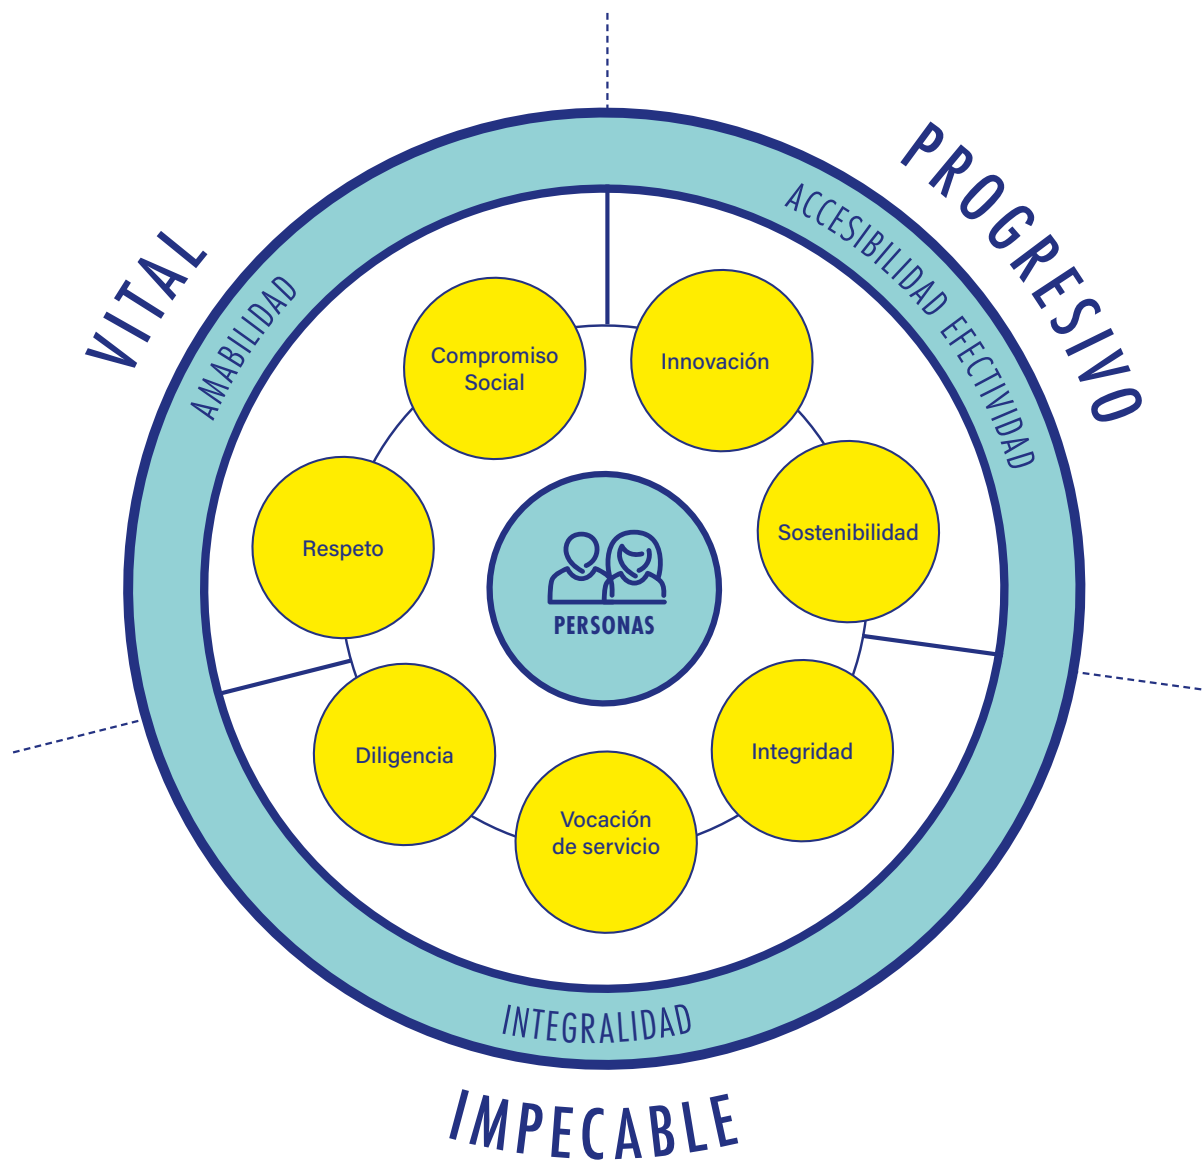 VITAL
PROGRESIVO
AMABILIDAD
ACCESIBILIDAD EFECTIVIDAD
Compromiso
Social
Innovación
Respeto
Sostenibilidad
PERSONAS
Diligencia
Integridad
Vocación
de servicio
INTEGRALIDAD
IMPECABLE